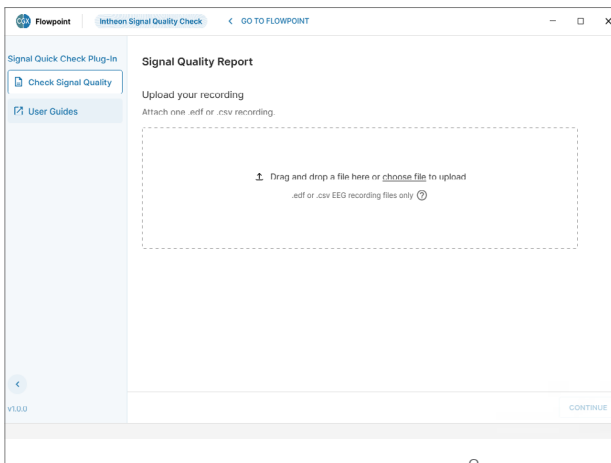 CGX Flowpoint Intheon Signal Quality Check < GO TO FLOWPOINT
Signal Quick Check Plug-In
Check Signal Quality
User Guides
Signal Quality Report
Upload your recording
Attach one .edf or .csv recording.
Drag and drop a file here or choose file to upload
.edf or .csv EEG recording files only ?
v1.0.0
CONTINUE